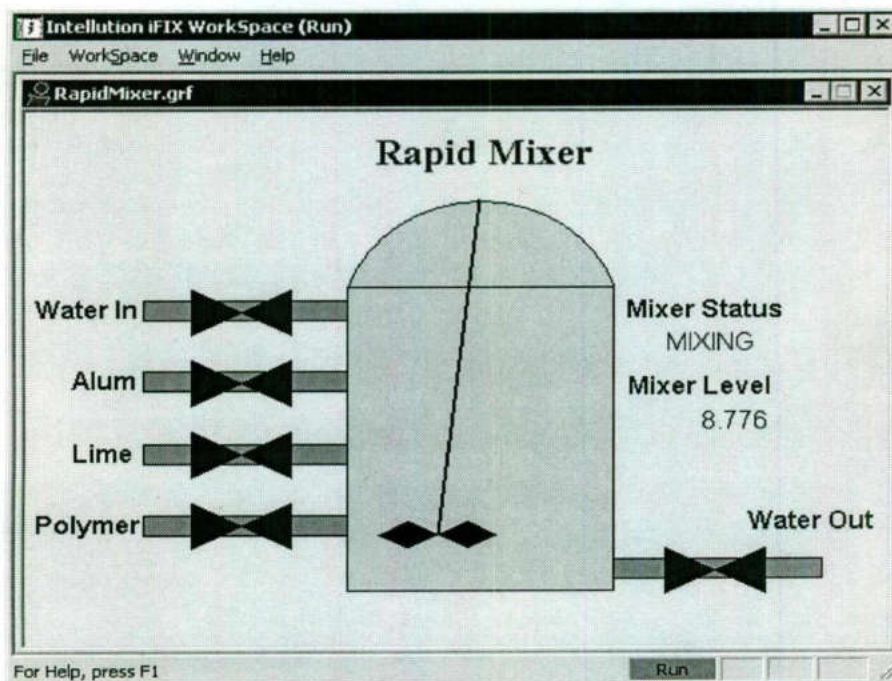 Intellution iFIX WorkSpace (Run)
File WorkSpace Window Help
RapidMixer.grf
Rapid Mixer
Water In
Alum
Lime
Polymer
Mixer Status
MIXING
Mixer Level
8.776
Water Out
For Help, press F1
Run